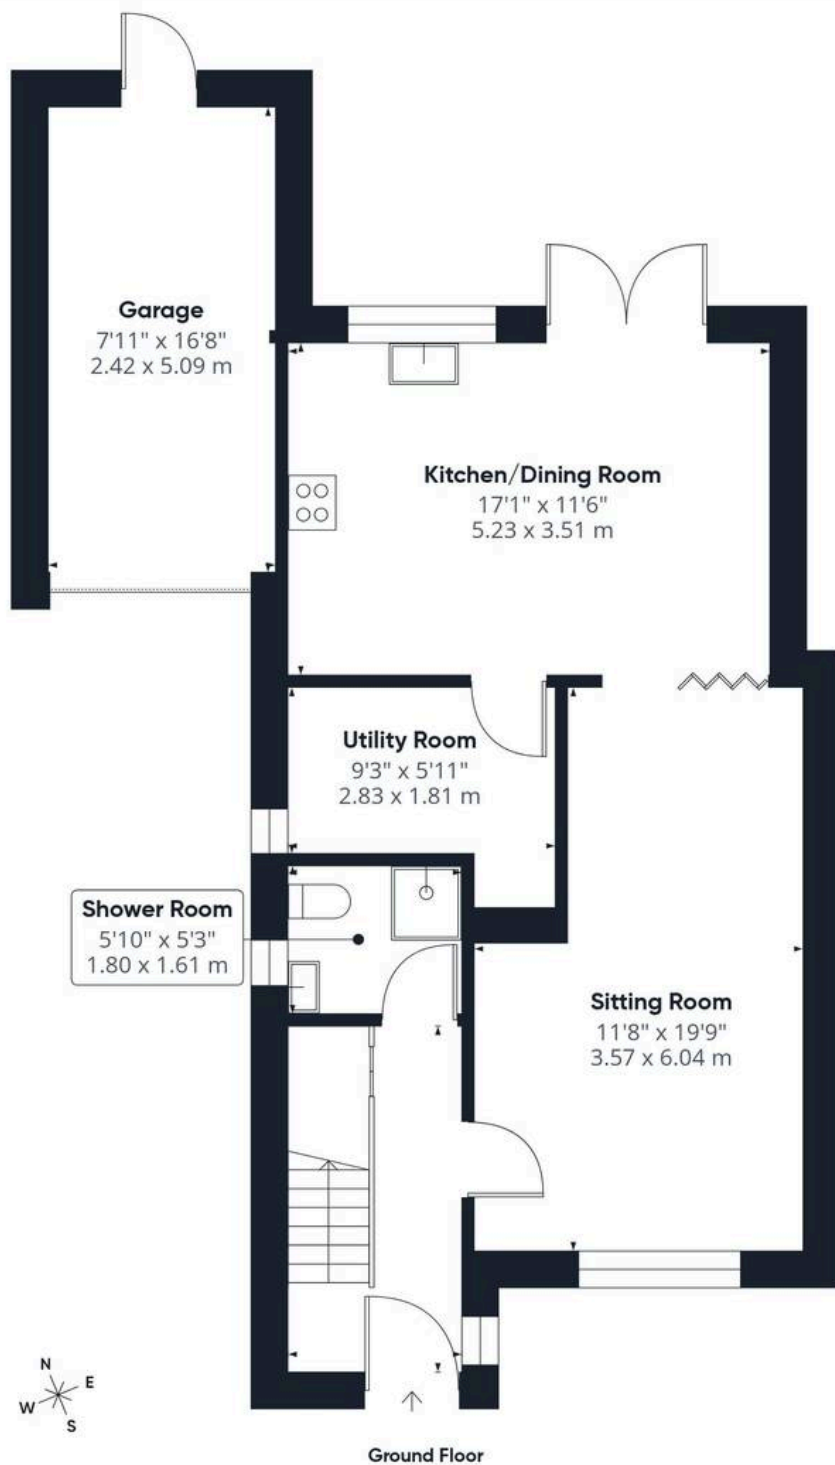 Garage
7'11" x 16'8"
2.42 x 5.09 m
Kitchen/Dining Room
17'1" x 11'6"
5.23 x 3.51 m
Utility Room
9'3" x 5'11"
2.83 x 1.81 m
Shower Room
5'10" x 5'3"
1.80 x 1.61 m
Sitting Room
11'8" x 19'9"
3.57 x 6.04 m
N
E
W
S
Ground Floor